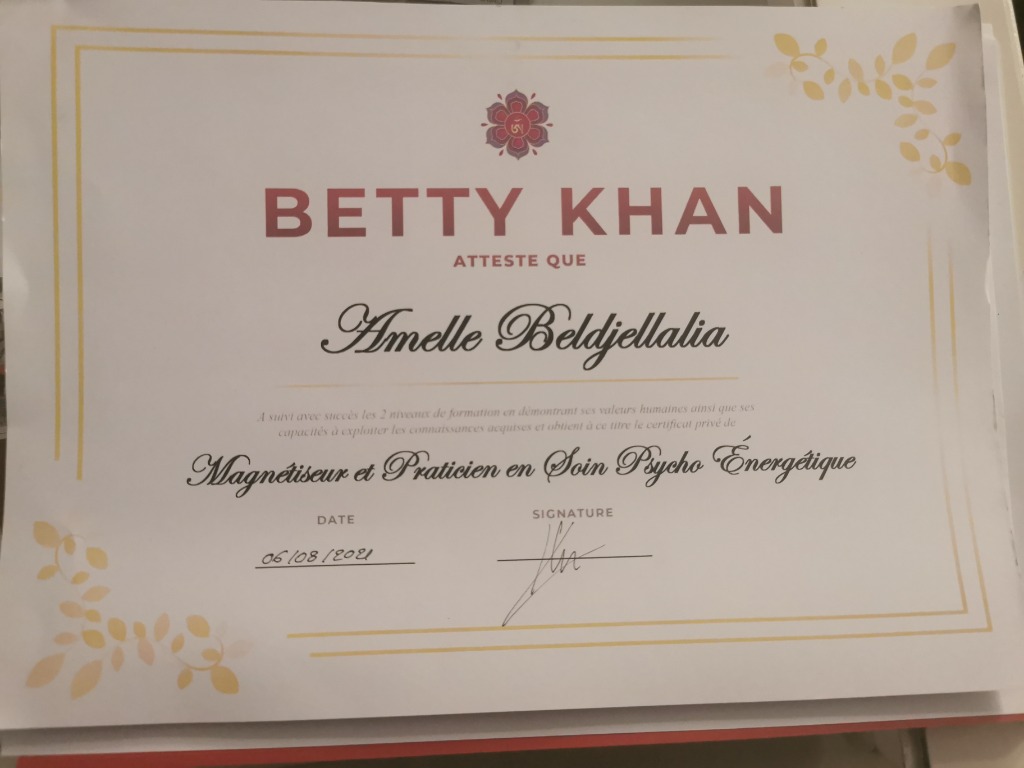 BETTY KHAN
ATTESTE QUE
Amelle Beldjellalia
A suivi avec succès les 2 niveaux de formation en démontrant ses valeurs humaines ainsi que ses
capacités à exploiter les connaissances acquises et obtient à ce titre le certificat privé de
Magnétiseur et Praticien en Soin Psycho Énergétique
DATE
SIGNATURE
06/08/2021